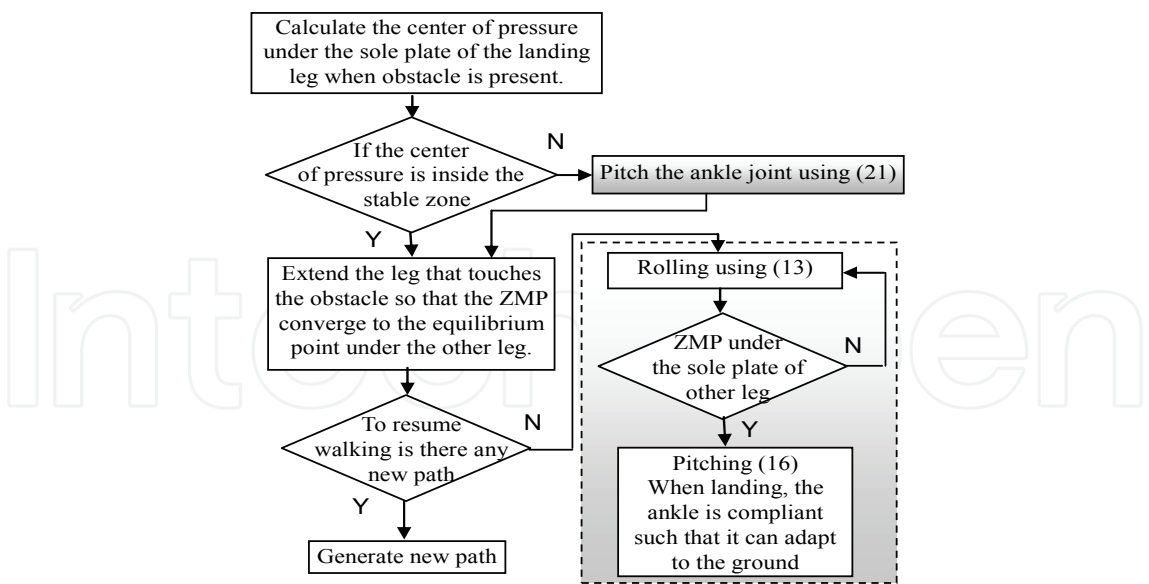 Calculate the center of pressure
under the sole plate of the landing
leg when obstacle is present.
If the center
of pressure is inside the
stable zone
N
Pitch the ankle joint using (21)
Y
Extend the leg that touches
the obstacle so that the ZMP
converge to the equilibrium
point under the other leg.
To resume
walking is there any
new path
N
Y
Generate new path
Rolling using (13)
ZMP under
the sole plate of
other leg
N
Y
Pitching (16)
When landing, the
ankle is compliant
such that it can adapt
to the ground